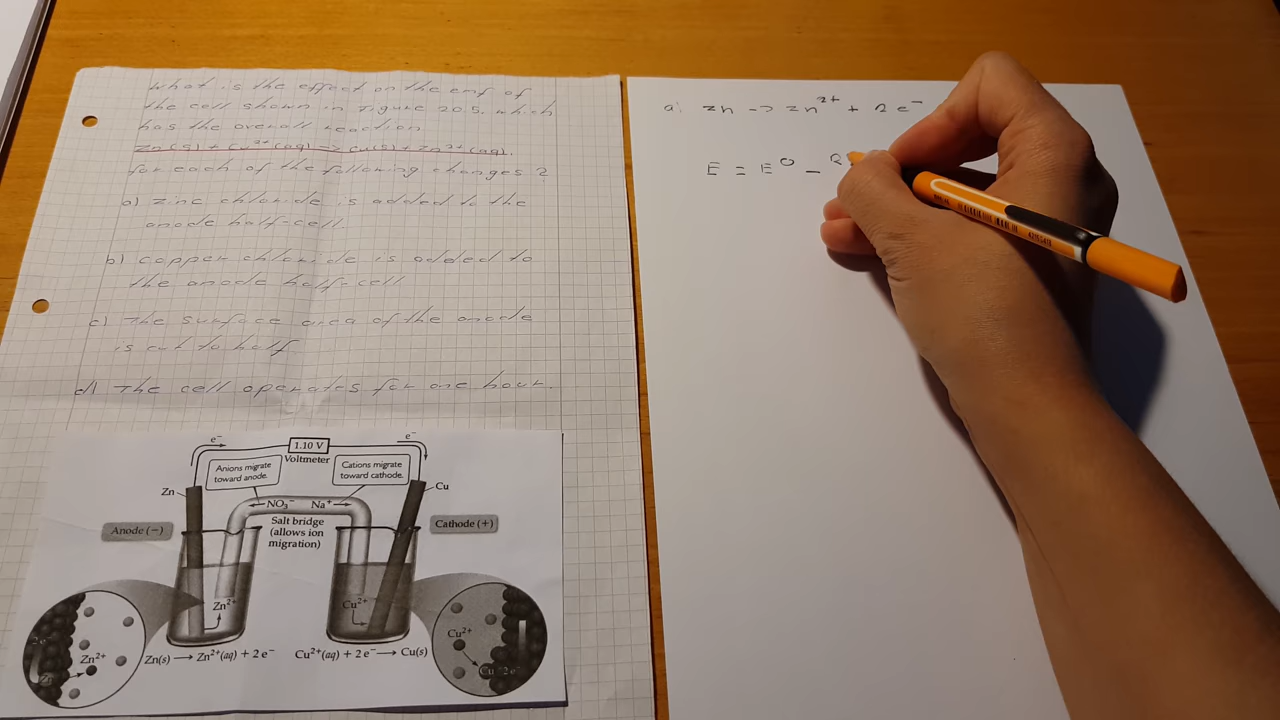 What is the effect on the emf of
the cell shown in Figure 20.5, which
has the overall reaction
Zn(s) + Cu²⁺(aq) -> Cu(s) + Zn²⁺(aq).
for each of the following changes?
a) zinc chloride is added to the
anode half-cell.
b) copper chloride is added to
the anode half-cell
c) The surface area of the anode
is cut to half
d) The cell operates for one hour.
e⁻
1.10 V
e⁻
Voltmeter
Anions migrate
toward anode.
Cations migrate
toward cathode.
Zn
Cu
NO₃⁻ Na⁺
Anode (−)
Salt bridge
(allows ion
migration)
Cathode (+)
Zn²⁺
Cu²⁺
Zn²⁺
Cu²⁺
Zn(s) → Zn²⁺(aq) + 2 e⁻
Cu²⁺(aq) + 2 e⁻ → Cu(s)
a: Zn -> Zn²⁺ + 2 e⁻
E = E⁰ − R